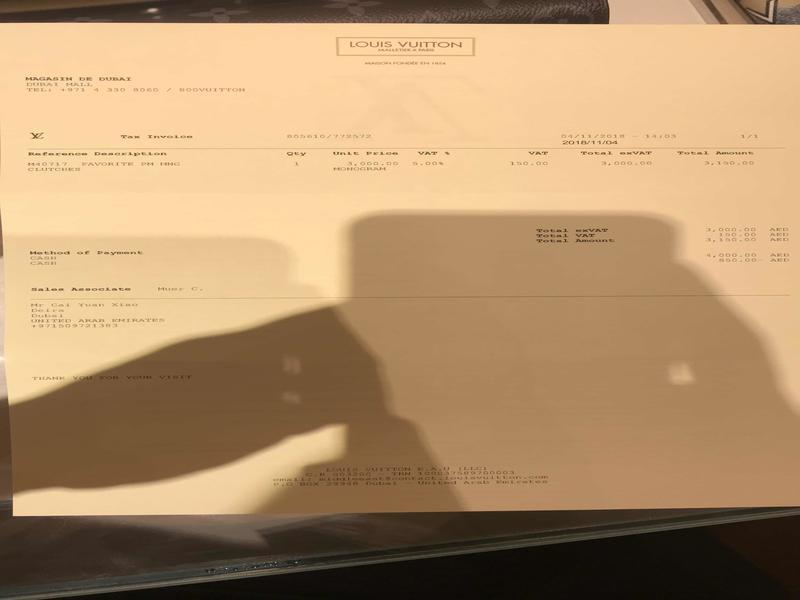 LOUIS VUITTON
MALLETIER A PARIS
MAISON FONDÉE EN 1854
MAGASIN DE DUBAI
DUBAI MALL
TEL: +971 4 330 8060 / 800VUITTON
Tax Invoice 805610/772572 04/11/2018 - 14:03 1/1
2018/11/04
Reference Description Qty Unit Price VAT % VAT Total exVAT Total Amount
M40717 FAVORITE PM MNG 1 3,000.00 5.00% 150.00 3,000.00 3,150.00
CLUTCHES MONOGRAM
Total exVAT 3,000.00 AED
Total VAT 150.00 AED
Total Amount 3,150.00 AED
Method of Payment
CASH 4,000.00 AED
CASH 850.00- AED
Sales Associate Muer C.
Mr Cai Yuan Xiao
Deira
Dubai
UNITED ARAB EMIRATES
+971509721383
THANK YOU FOR YOUR VISIT
LOUIS VUITTON E.A.U (LLC)
C.R TRN
email: middleeast@contact.louisvuitton.com
P.O BOX Dubai - United Arab Emirates